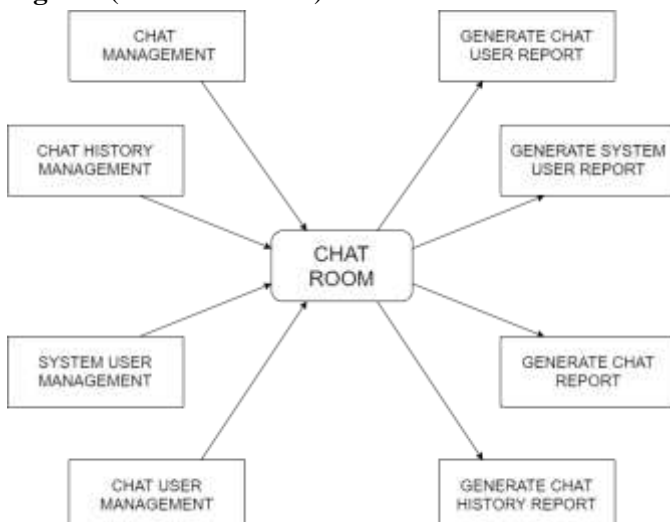 CHAT
MANAGEMENT
GENERATE CHAT
USER REPORT
CHAT HISTORY
MANAGEMENT
GENERATE SYSTEM
USER REPORT
CHAT
ROOM
SYSTEM USER
MANAGEMENT
GENERATE CHAT
REPORT
CHAT USER
MANAGEMENT
GENERATE CHAT
HISTORY REPORT